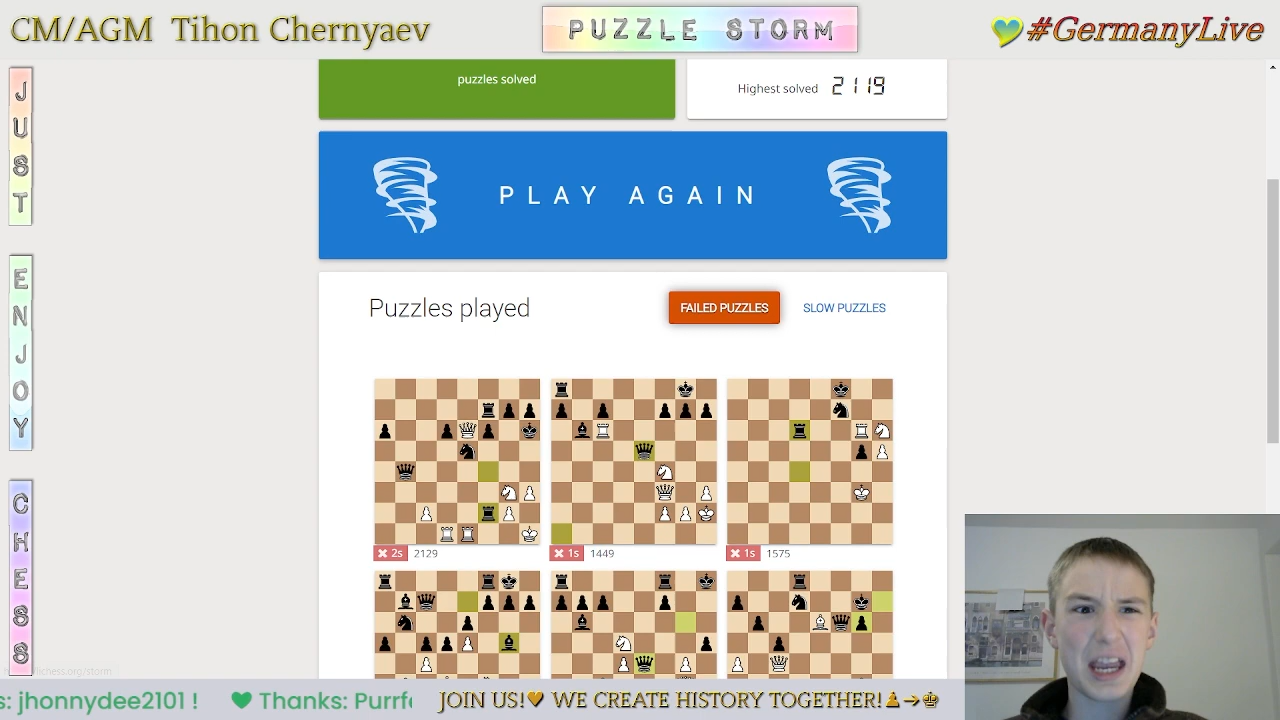 CM/AGM Tihon Chernyaev
PUZZLE STORM
#GermanyLive
JUST
ENJOY
CHESS
puzzles solved
Highest solved 2119
PLAY AGAIN
Puzzles played
FAILED PUZZLES
SLOW PUZZLES
2s 2129
1s 1449
1s 1575
s: jhonnydee2101 !
Thanks: Purrfe
JOIN US! WE CREATE HISTORY TOGETHER!